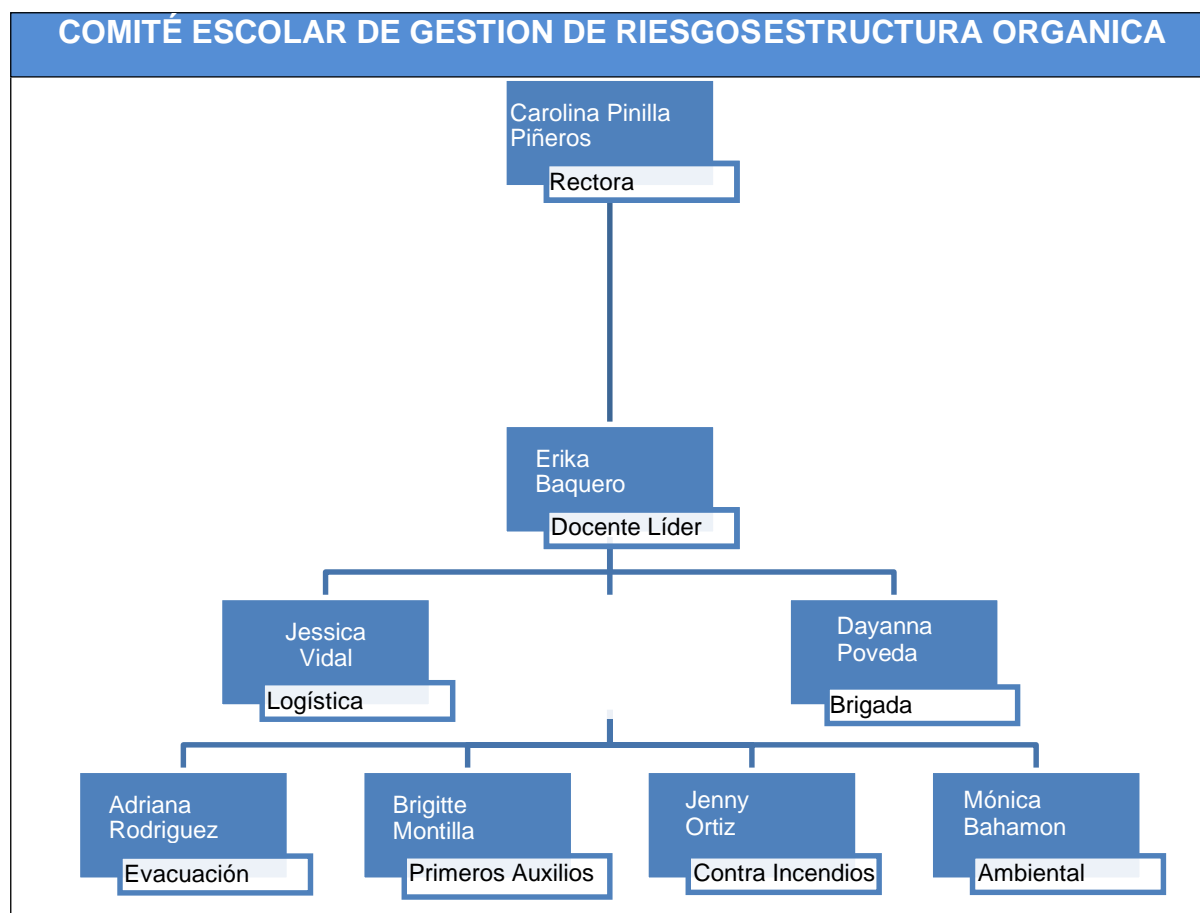 COMITÉ ESCOLAR DE GESTION DE RIESGOSESTRUCTURA ORGANICA
Carolina Pinilla
Piñeros
Rectora
Erika
Baquero
Docente Líder
Jessica
Vidal
Logística
Dayanna
Poveda
Brigada
Adriana
Rodriguez
Evacuación
Brigitte
Montilla
Primeros Auxilios
Jenny
Ortiz
Contra Incendios
Mónica
Bahamon
Ambiental